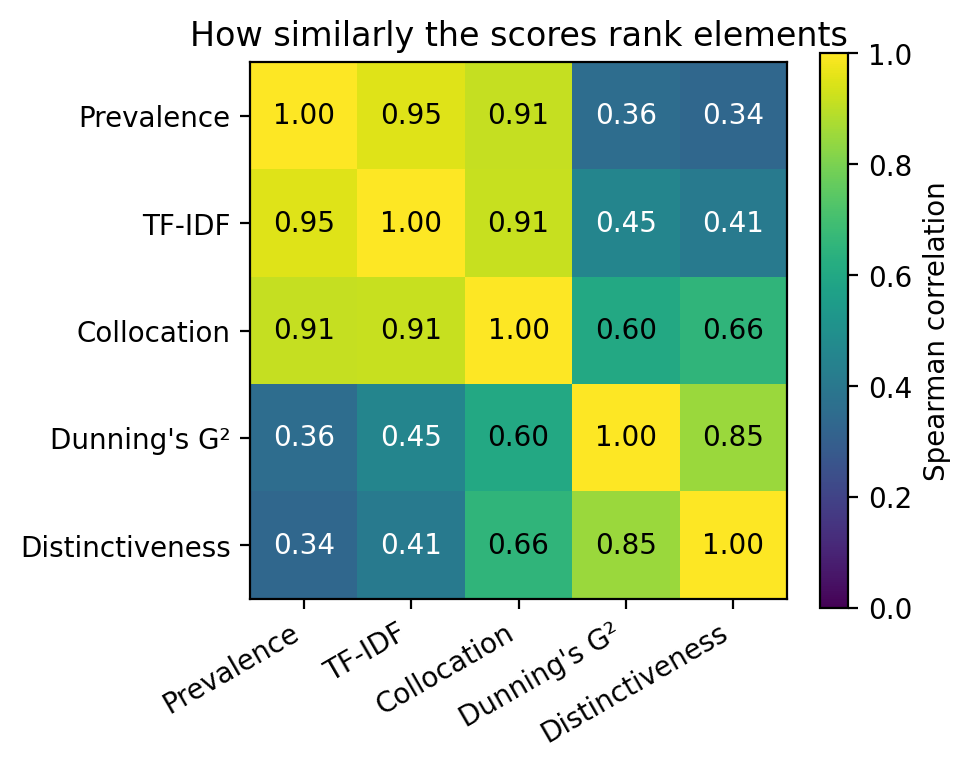 How similarly the scores rank elements
Prevalence 1.00 0.95 0.91 0.36 0.34
TF-IDF 0.95 1.00 0.91 0.45 0.41
Collocation 0.91 0.91 1.00 0.60 0.66
Dunning's G² 0.36 0.45 0.60 1.00 0.85
Distinctiveness 0.34 0.41 0.66 0.85 1.00
Prevalence
TF-IDF
Collocation
Dunning's G²
Distinctiveness
1.0
0.8
0.6
0.4
0.2
0.0
Spearman correlation